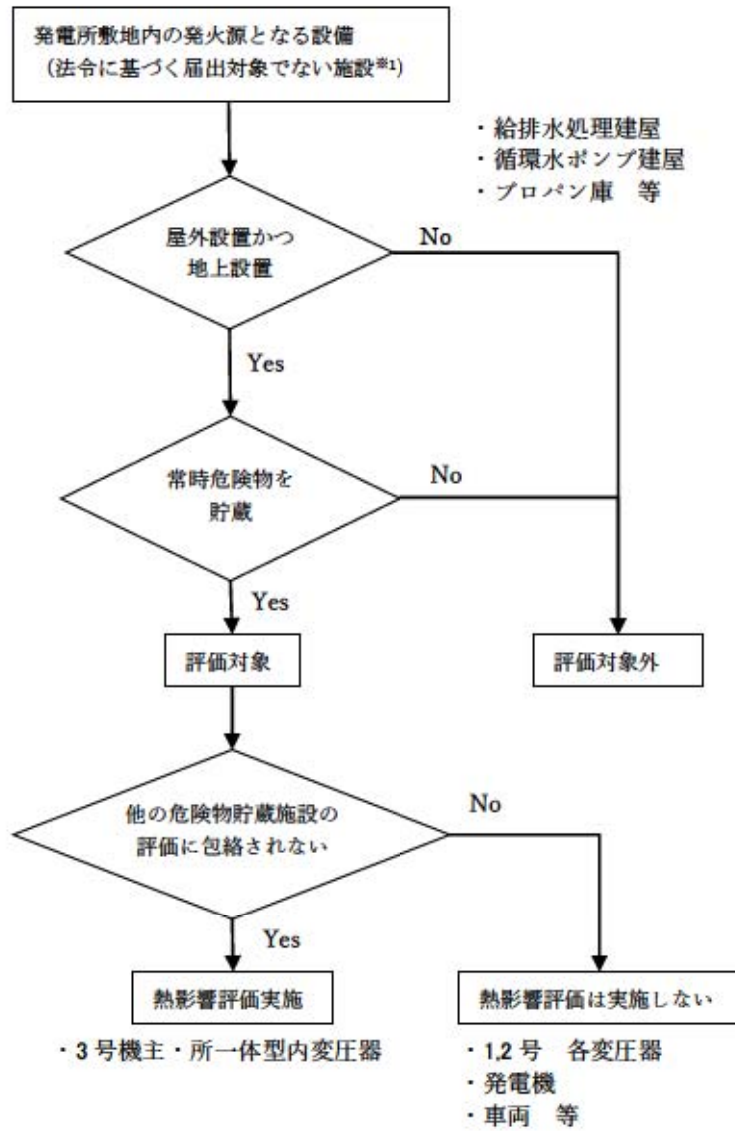 発電所敷地内の発火源となる設備
（法令に基づく届出対象でない施設※1）
・給排水処理建屋
・循環水ポンプ建屋
・プロパン庫　等
屋外設置かつ
地上設置
No
Yes
常時危険物を
貯蔵
No
Yes
評価対象
評価対象外
他の危険物貯蔵施設の
評価に包絡されない
No
Yes
熱影響評価実施
熱影響評価は実施しない
・3号機主・所一体型内変圧器
・1,2号　各変圧器
・発電機
・車両　等